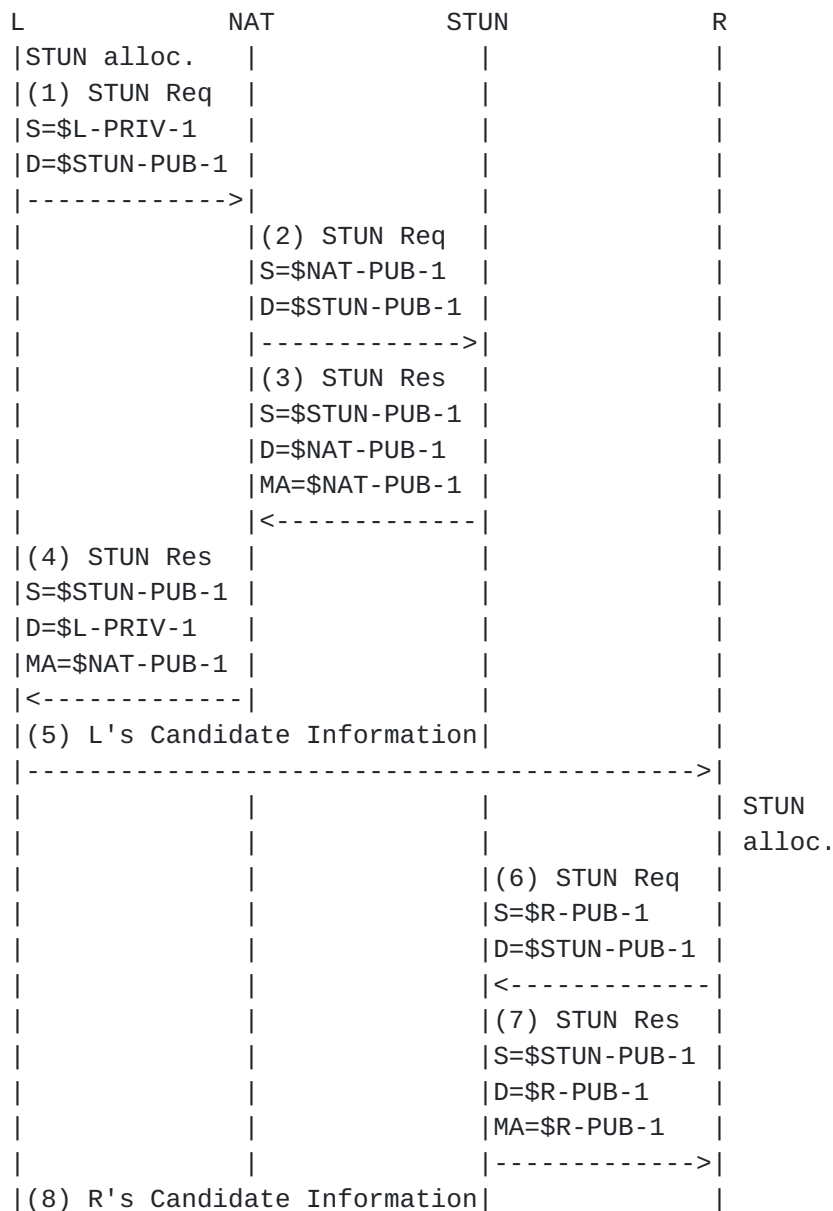 L NAT STUN R
|STUN alloc. | | |
|(1) STUN Req | | |
|S=$L-PRIV-1 | | |
|D=$STUN-PUB-1 | | |
|------------->| | |
| |(2) STUN Req | |
| |S=$NAT-PUB-1 | |
| |D=$STUN-PUB-1 | |
| |------------->| |
| |(3) STUN Res | |
| |S=$STUN-PUB-1 | |
| |D=$NAT-PUB-1 | |
| |MA=$NAT-PUB-1 | |
| |<-------------| |
|(4) STUN Res | | |
|S=$STUN-PUB-1 | | |
|D=$L-PRIV-1 | | |
|MA=$NAT-PUB-1 | | |
|<-------------| | |
|(5) L's Candidate Information| |
|------------------------------------------->|
| | | | STUN
| | | | alloc.
| | |(6) STUN Req |
| | |S=$R-PUB-1 |
| | |D=$STUN-PUB-1 |
| | |<-------------|
| | |(7) STUN Res |
| | |S=$STUN-PUB-1 |
| | |D=$R-PUB-1 |
| | |MA=$R-PUB-1 |
| | |------------->|
|(8) R's Candidate Information| |